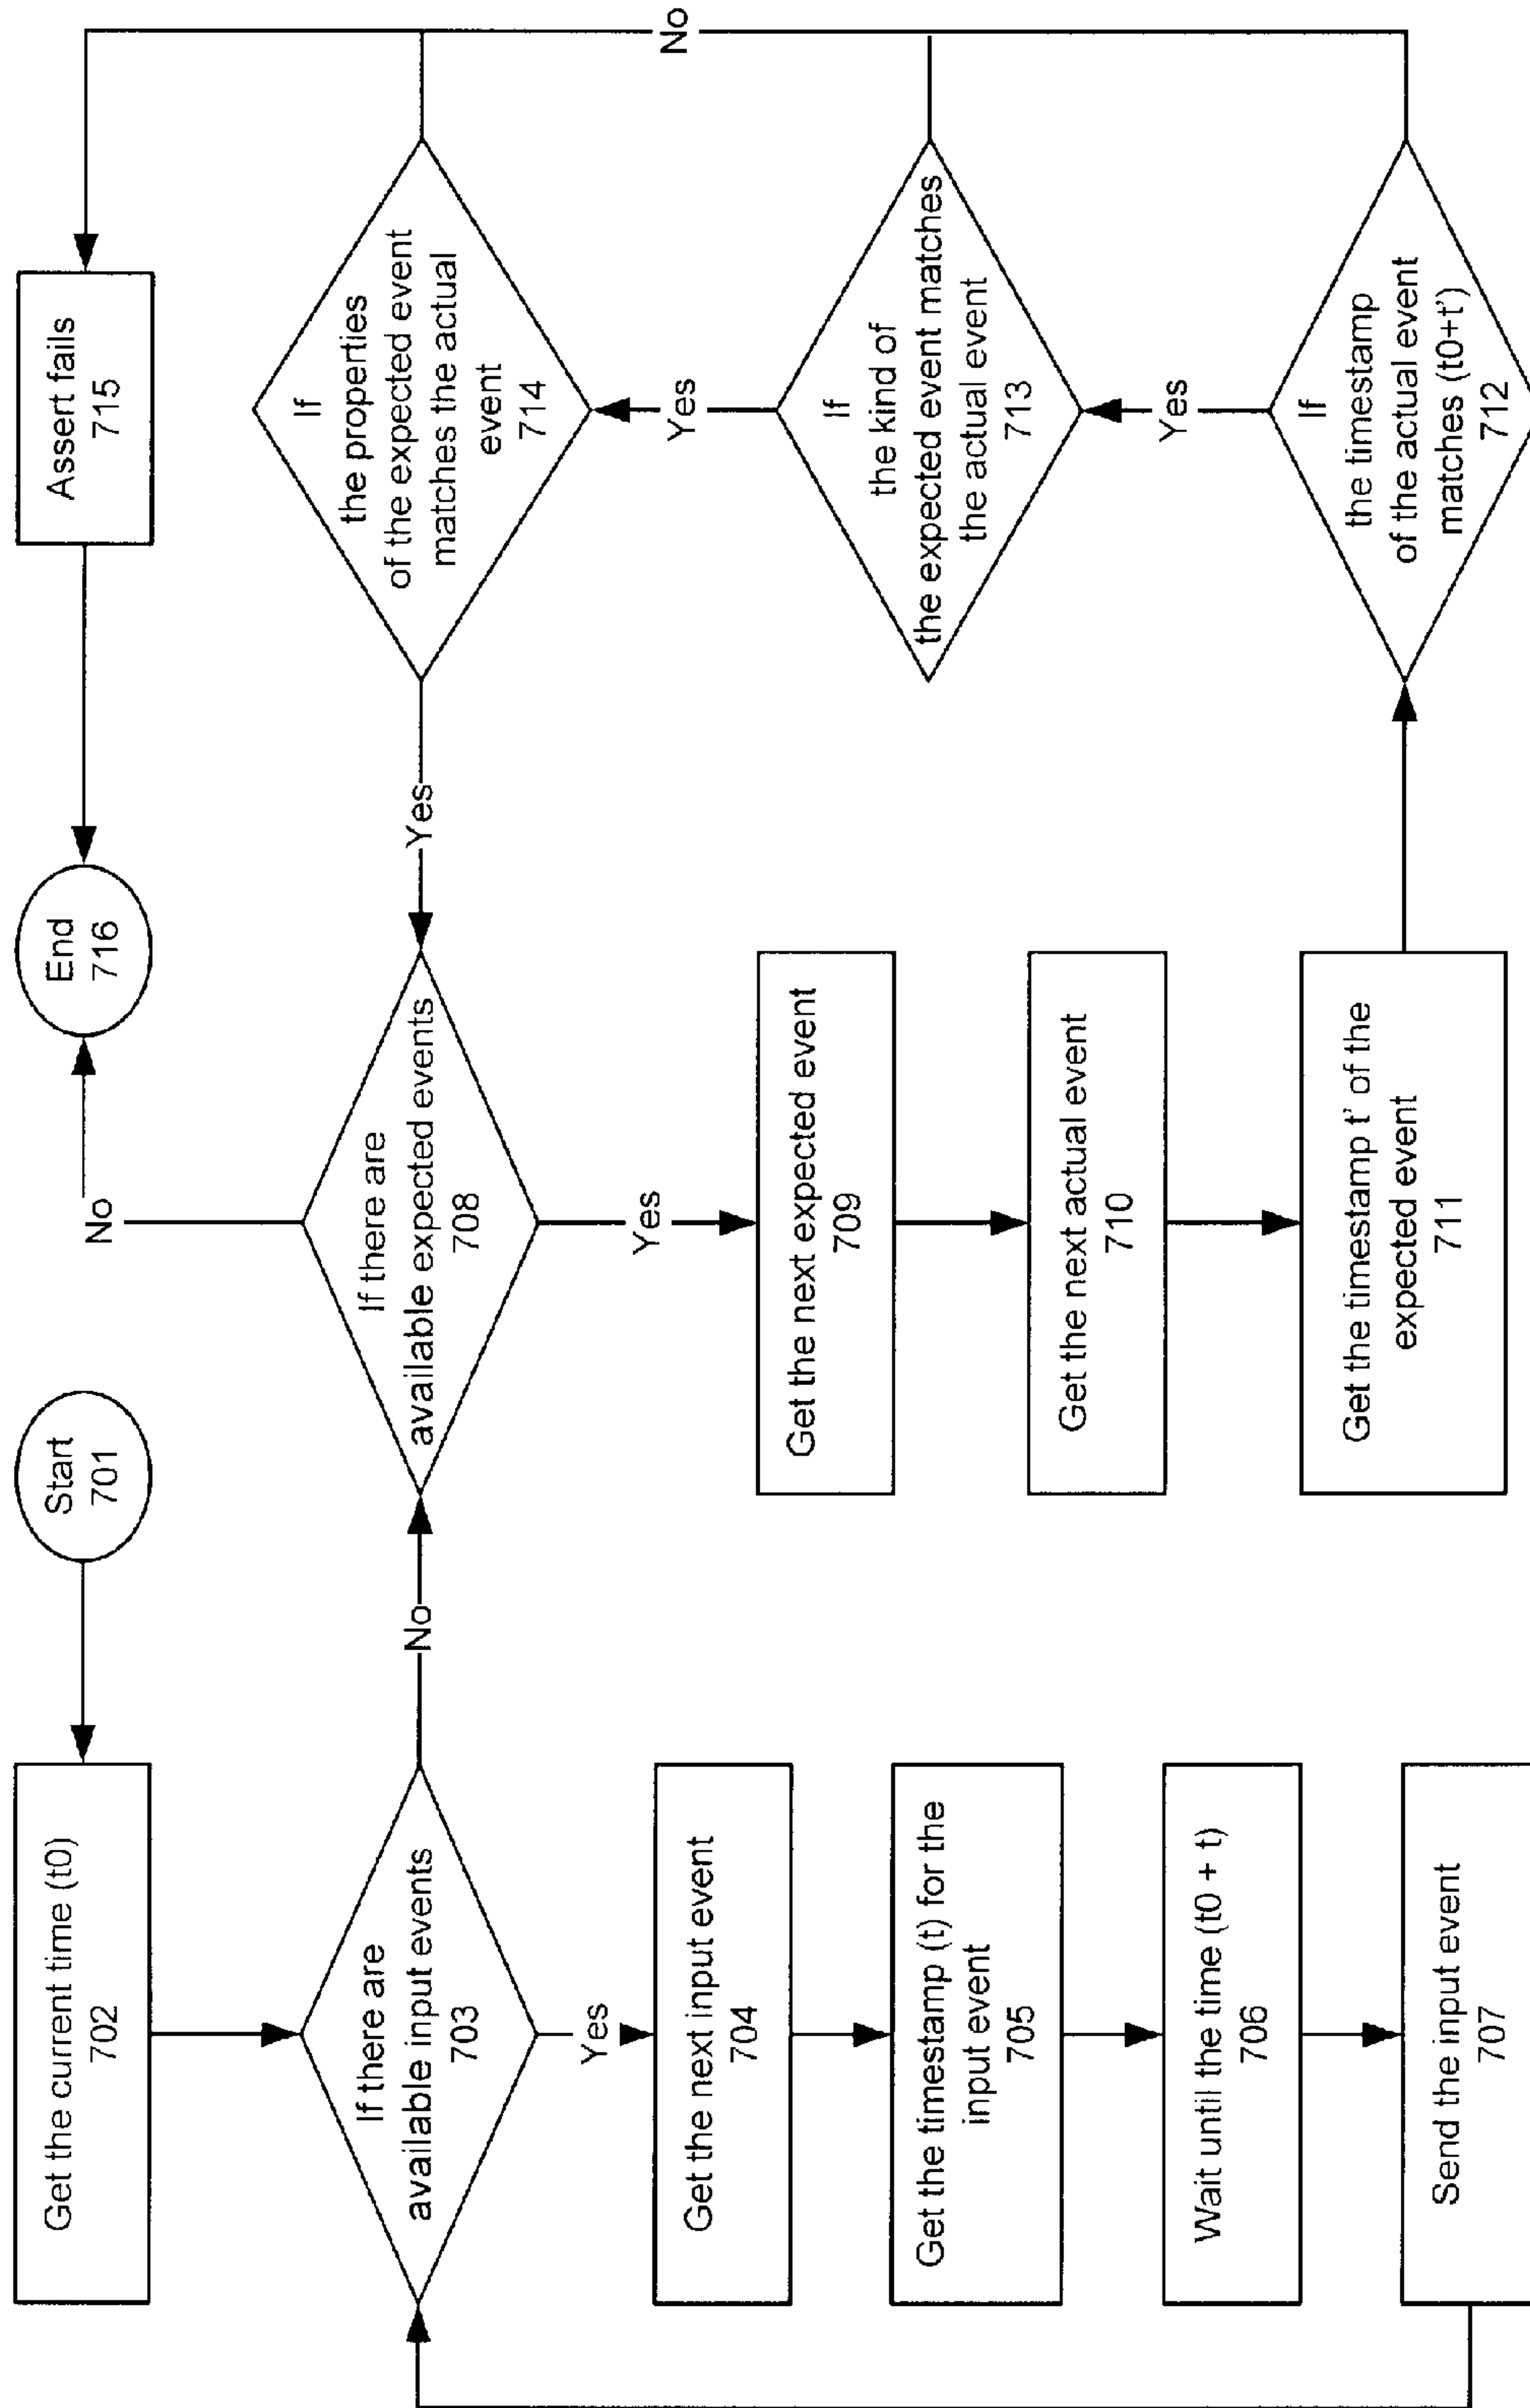 Start
701
Get the current time (t0)
702
If there are
available input events
703
Yes
No
Get the next input event
704
Get the timestamp (t) for the
input event
705
Wait until the time (t0 + t)
706
Send the input event
707
If there are
available expected events
708
No
Yes
Get the next expected event
709
Get the next actual event
710
Get the timestamp t' of the
expected event
711
If
the timestamp
of the actual event
matches (t0+t')
712
Yes
If
the kind of
the expected event matches
the actual event
713
Yes
If
the properties
of the expected event
matches the actual
event
714
Yes
No
Assert fails
715
End
716